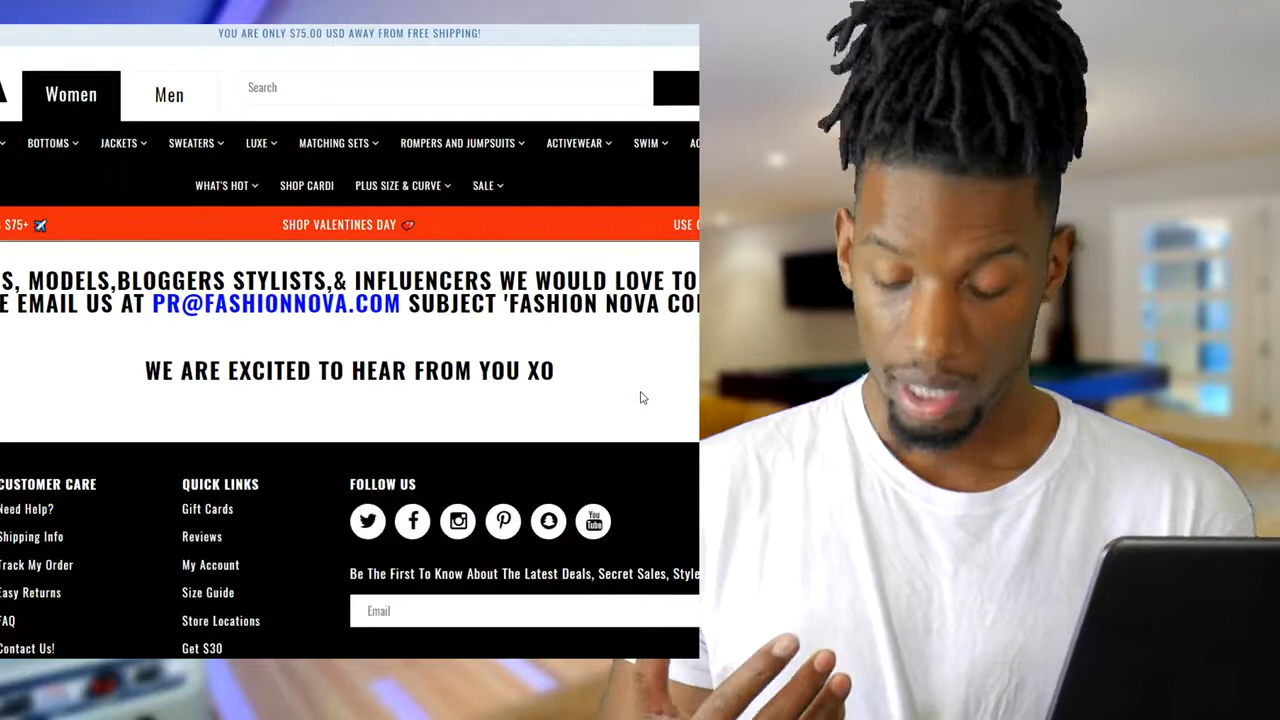 YOU ARE ONLY $75.00 USD AWAY FROM FREE SHIPPING!
Women Men Search
BOTTOMS JACKETS SWEATERS LUXE MATCHING SETS ROMPERS AND JUMPSUITS ACTIVEWEAR SWIM
WHAT'S HOT SHOP CARDI PLUS SIZE & CURVE SALE
$75+ SHOP VALENTINES DAY USE
S, MODELS,BLOGGERS STYLISTS,& INFLUENCERS WE WOULD LOVE TO
E EMAIL US AT PR@FASHIONNOVA.COM SUBJECT 'FASHION NOVA
WE ARE EXCITED TO HEAR FROM YOU XO
CUSTOMER CARE
Need Help?
Shipping Info
Track My Order
Easy Returns
FAQ
Contact Us!
QUICK LINKS
Gift Cards
Reviews
My Account
Size Guide
Store Locations
Get $30
FOLLOW US
You Tube
Be The First To Know About The Latest Deals, Secret Sales, Style
Email